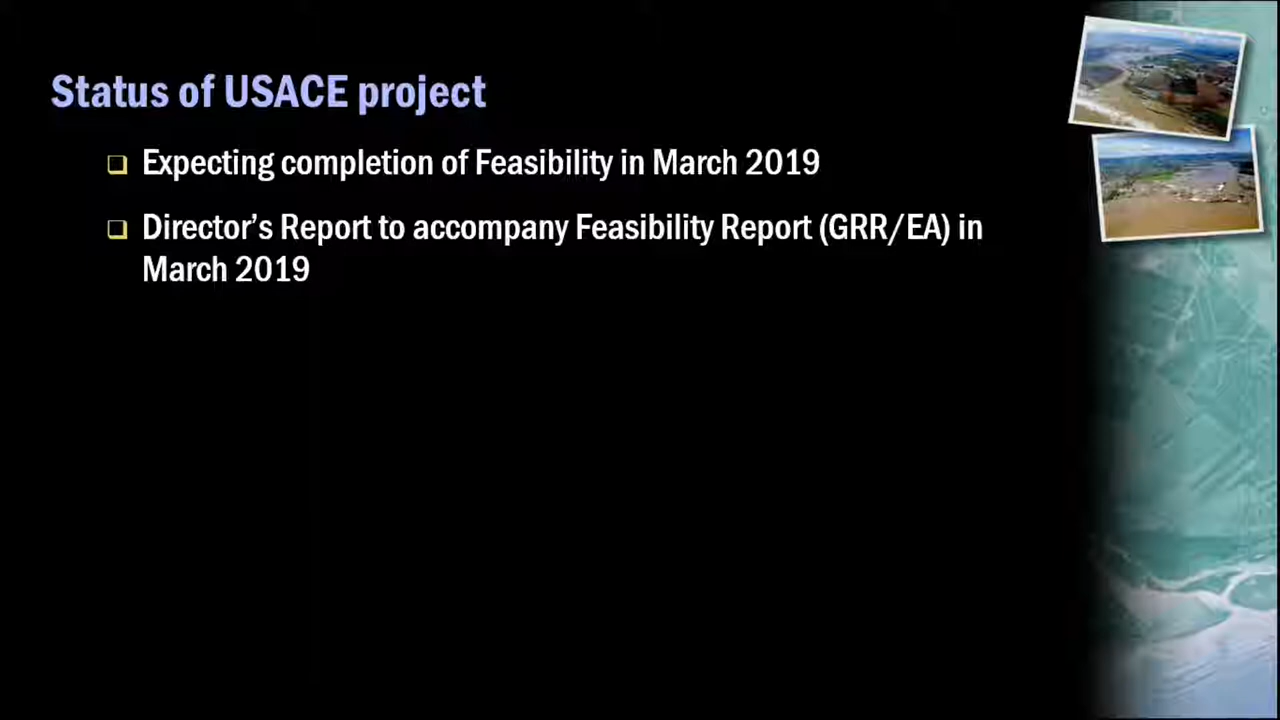 Status of USACE project
Expecting completion of Feasibility in March 2019
Director's Report to accompany Feasibility Report (GRR/EA) in
March 2019